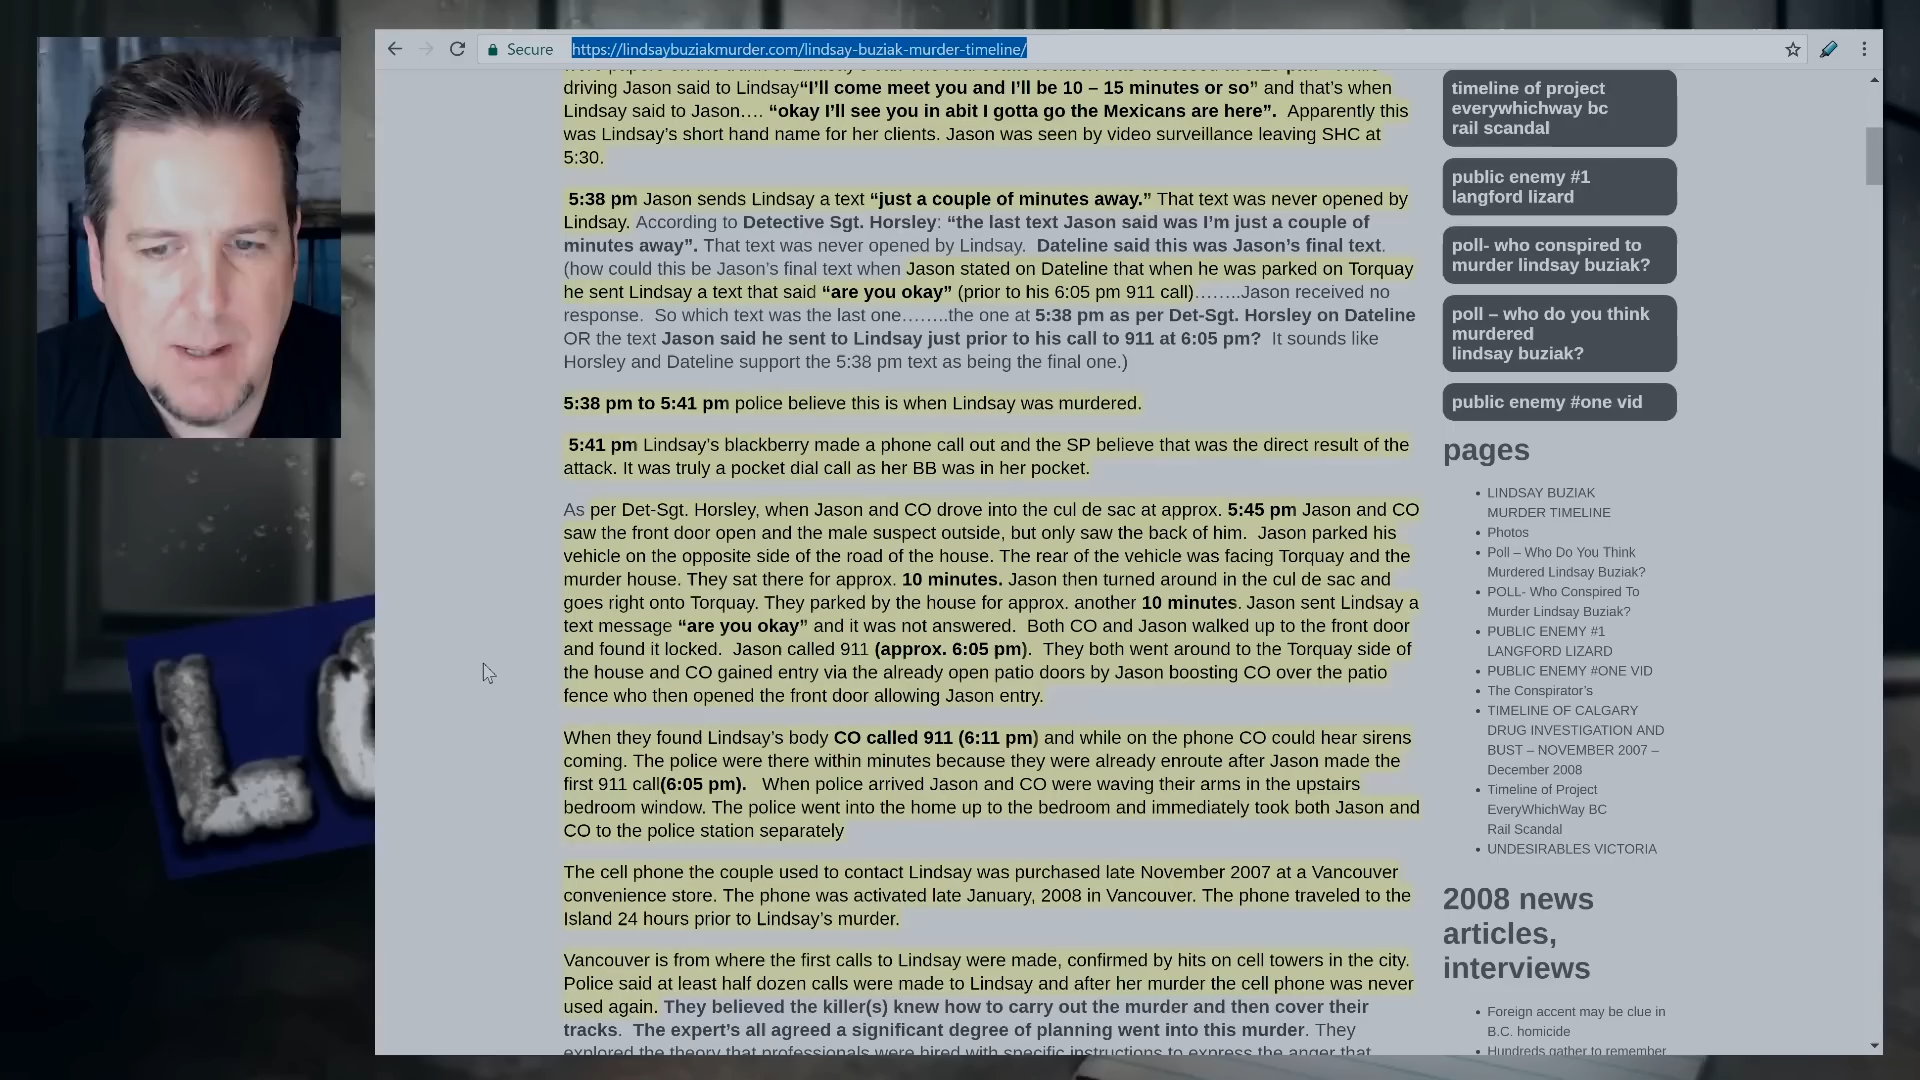 Secure https://lindsaybuziakmurder.com/lindsay-buziak-murder-timeline/
driving Jason said to Lindsay“I’ll come meet you and I’ll be 10 – 15 minutes or so” and that’s when
Lindsay said to Jason…. “okay I’ll see you in abit I gotta go the Mexicans are here”. Apparently this
was Lindsay’s short hand name for her clients. Jason was seen by video surveillance leaving SHC at
5:30.
5:38 pm Jason sends Lindsay a text “just a couple of minutes away.” That text was never opened by
Lindsay. According to Detective Sgt. Horsley: “the last text Jason said was I’m just a couple of
minutes away”. That text was never opened by Lindsay. Dateline said this was Jason’s final text.
(how could this be Jason’s final text when Jason stated on Dateline that when he was parked on Torquay
he sent Lindsay a text that said “are you okay” (prior to his 6:05 pm 911 call)……..Jason received no
response. So which text was the last one……..the one at 5:38 pm as per Det-Sgt. Horsley on Dateline
OR the text Jason said he sent to Lindsay just prior to his call to 911 at 6:05 pm? It sounds like
Horsley and Dateline support the 5:38 pm text as being the final one.)
5:38 pm to 5:41 pm police believe this is when Lindsay was murdered.
5:41 pm Lindsay’s blackberry made a phone call out and the SP believe that was the direct result of the
attack. It was truly a pocket dial call as her BB was in her pocket.
As per Det-Sgt. Horsley, when Jason and CO drove into the cul de sac at approx. 5:45 pm Jason and CO
saw the front door open and the male suspect outside, but only saw the back of him. Jason parked his
vehicle on the opposite side of the road of the house. The rear of the vehicle was facing Torquay and the
murder house. They sat there for approx. 10 minutes. Jason then turned around in the cul de sac and
goes right onto Torquay. They parked by the house for approx. another 10 minutes. Jason sent Lindsay a
text message “are you okay” and it was not answered. Both CO and Jason walked up to the front door
and found it locked. Jason called 911 (approx. 6:05 pm). They both went around to the Torquay side of
the house and CO gained entry via the already open patio doors by Jason boosting CO over the patio
fence who then opened the front door allowing Jason entry.
When they found Lindsay’s body CO called 911 (6:11 pm) and while on the phone CO could hear sirens
coming. The police were there within minutes because they were already enroute after Jason made the
first 911 call(6:05 pm). When police arrived Jason and CO were waving their arms in the upstairs
bedroom window. The police went into the home up to the bedroom and immediately took both Jason and
CO to the police station separately
The cell phone the couple used to contact Lindsay was purchased late November 2007 at a Vancouver
convenience store. The phone was activated late January, 2008 in Vancouver. The phone traveled to the
Island 24 hours prior to Lindsay’s murder.
Vancouver is from where the first calls to Lindsay were made, confirmed by hits on cell towers in the city.
Police said at least half dozen calls were made to Lindsay and after her murder the cell phone was never
used again. They believed the killer(s) knew how to carry out the murder and then cover their
tracks. The expert’s all agreed a significant degree of planning went into this murder. They
explored the theory that professionals were hired with specific instructions to express the anger that
timeline of project
everywhichway bc
rail scandal
public enemy #1
langford lizard
poll- who conspired to
murder lindsay buziak?
poll – who do you think
murdered
lindsay buziak?
public enemy #one vid
pages
LINDSAY BUZIAK
MURDER TIMELINE
Photos
Poll – Who Do You Think
Murdered Lindsay Buziak?
POLL- Who Conspired To
Murder Lindsay Buziak?
PUBLIC ENEMY #1
LANGFORD LIZARD
PUBLIC ENEMY #ONE VID
The Conspirator’s
TIMELINE OF CALGARY
DRUG INVESTIGATION AND
BUST – NOVEMBER 2007 –
December 2008
Timeline of Project
EveryWhichWay BC
Rail Scandal
UNDESIRABLES VICTORIA
2008 news
articles,
interviews
Foreign accent may be clue in
B.C. homicide
Hundreds gather to remember